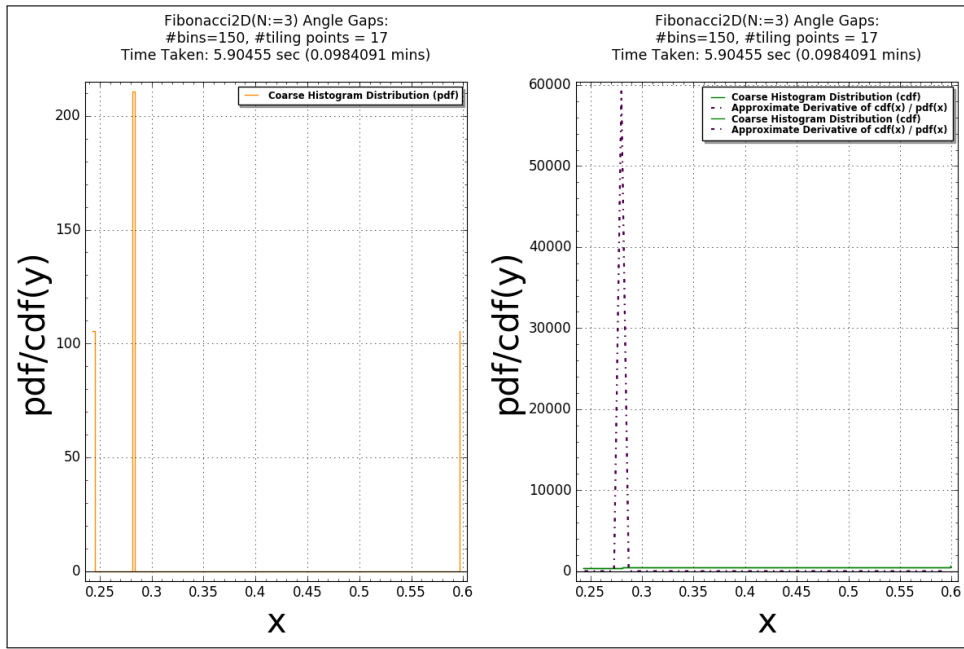 Fibonacci2D(N:=3) Angle Gaps:
#bins=150, #tiling points = 17
Time Taken: 5.90455 sec (0.0984091 mins)
Coarse Histogram Distribution (pdf)
pdf/cdf(y)
200
150
100
50
0
0.25
0.3
0.35
0.4
0.45
0.5
0.55
0.6
x
Fibonacci2D(N:=3) Angle Gaps:
#bins=150, #tiling points = 17
Time Taken: 5.90455 sec (0.0984091 mins)
Coarse Histogram Distribution (cdf)
Approximate Derivative of cdf(x) / pdf(x)
Coarse Histogram Distribution (cdf)
Approximate Derivative of cdf(x) / pdf(x)
pdf/cdf(y)
60000
50000
40000
30000
20000
10000
0
0.25
0.3
0.35
0.4
0.45
0.5
0.55
0.6
x